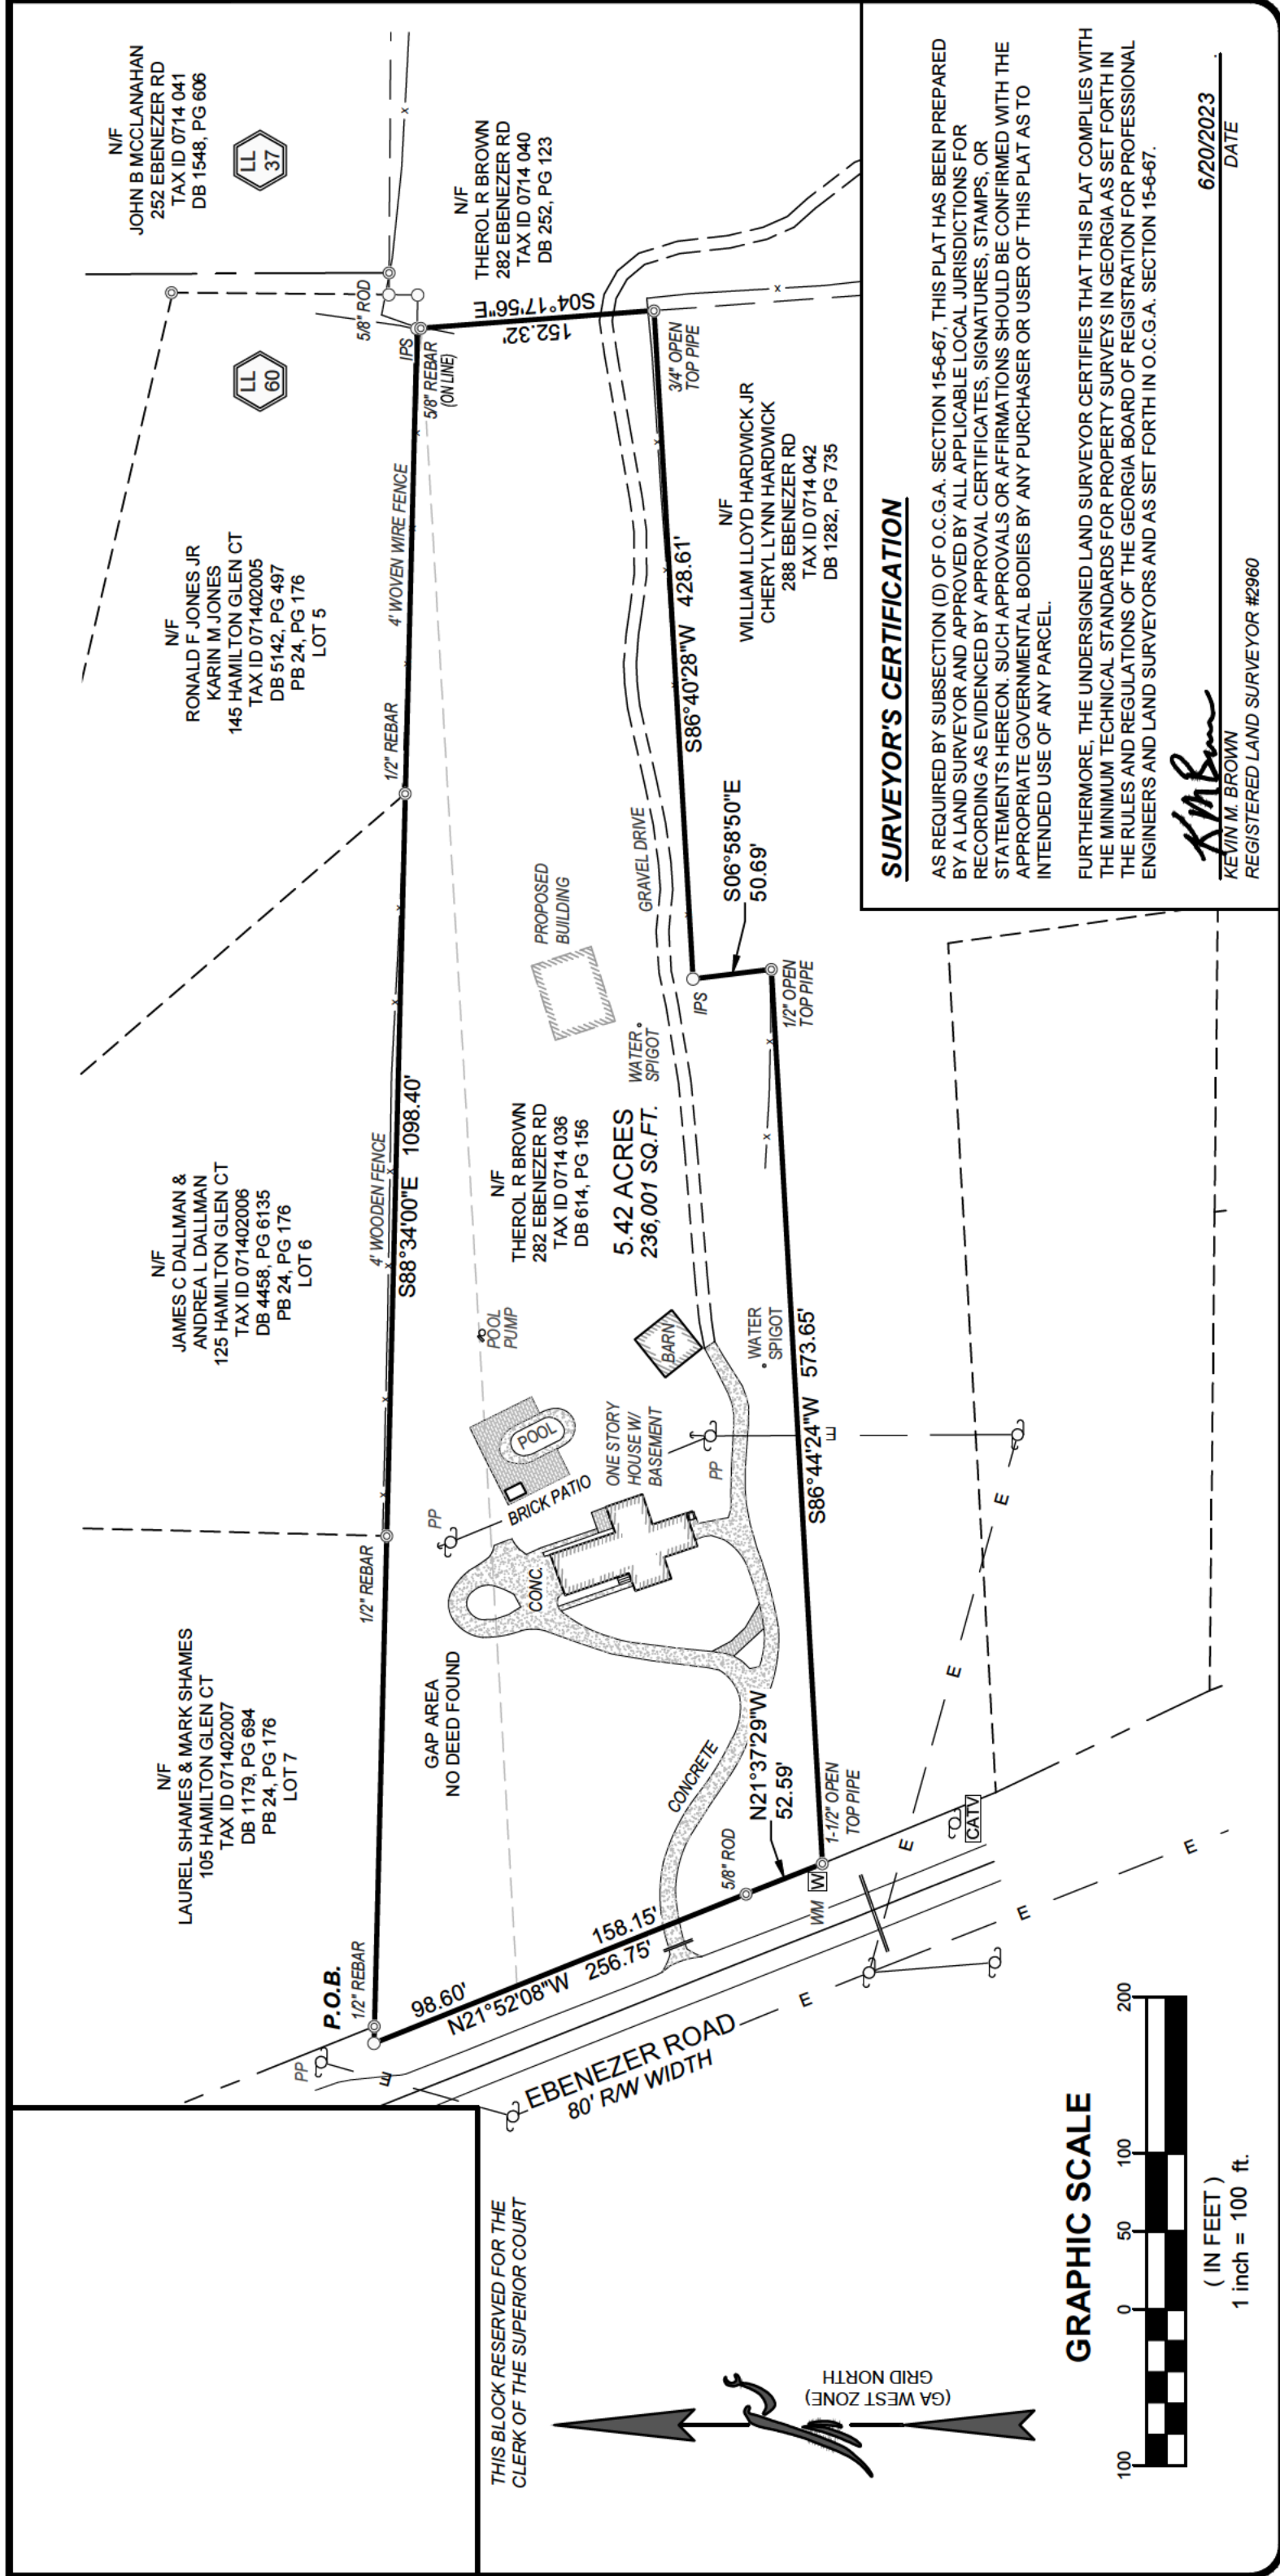 THIS BLOCK RESERVED FOR THE
CLERK OF THE SUPERIOR COURT
(GA WEST ZONE)
GRID NORTH
GRAPHIC SCALE
100
0
50
100
200
( IN FEET )
1 inch = 100 ft.
EBENEZER ROAD
80' R/W WIDTH
PP
E
P.O.B.
1/2" REBAR
98.60'
158.15'
N21°52'08"W 256.75'
N/F
LAUREL SHAMES & MARK SHAMES
105 HAMILTON GLEN CT
TAX ID 071402007
DB 1179, PG 694
PB 24, PG 176
LOT 7
GAP AREA
NO DEED FOUND
CONCRETE
5/8" ROD
N21°37'29"W
52.59'
WM
W
1-1/2" OPEN
TOP PIPE
CATV
E
E
E
E
E
E
1/2" REBAR
PP
CONC.
BRICK PATIO
POOL
POOL
PUMP
ONE STORY
HOUSE W/
BASEMENT
PP
BARN
WATER
SPIGOT
S86°44'24"W 573.65'
E
N/F
JAMES C DALLMAN &
ANDREA L DALLMAN
125 HAMILTON GLEN CT
TAX ID 071402006
DB 4458, PG 6135
PB 24, PG 176
LOT 6
4' WOODEN FENCE
S88°34'00"E 1098.40'
N/F
THEROL R BROWN
282 EBENEZER RD
TAX ID 0714 036
DB 614, PG 156
5.42 ACRES
236,001 SQ.FT.
WATER
SPIGOT
PROPOSED
BUILDING
GRAVEL DRIVE
IPS
1/2" OPEN
TOP PIPE
S06°58'50"E
50.69'
1/2" REBAR
4' WOVEN WIRE FENCE
N/F
RONALD F JONES JR
KARIN M JONES
145 HAMILTON GLEN CT
TAX ID 071402005
DB 5142, PG 497
PB 24, PG 176
LOT 5
S86°40'28"W 428.61'
N/F
WILLIAM LLOYD HARDWICK JR
CHERYL LYNN HARDWICK
288 EBENEZER RD
TAX ID 0714 042
DB 1282, PG 735
3/4" OPEN
TOP PIPE
LL
60
5/8" ROD
IPS
5/8" REBAR
(ON LINE)
S04°17'56"E
152.32'
N/F
JOHN B MCCLANAHAN
252 EBENEZER RD
TAX ID 0714 041
DB 1548, PG 606
LL
37
N/F
THEROL R BROWN
282 EBENEZER RD
TAX ID 0714 040
DB 252, PG 123
SURVEYOR'S CERTIFICATION
AS REQUIRED BY SUBSECTION (D) OF O.C.G.A. SECTION 15-6-67, THIS PLAT HAS BEEN PREPARED
BY A LAND SURVEYOR AND APPROVED BY ALL APPLICABLE LOCAL JURISDICTIONS FOR
RECORDING AS EVIDENCED BY APPROVAL CERTIFICATES, SIGNATURES, STAMPS, OR
STATEMENTS HEREON. SUCH APPROVALS OR AFFIRMATIONS SHOULD BE CONFIRMED WITH THE
APPROPRIATE GOVERNMENTAL BODIES BY ANY PURCHASER OR USER OF THIS PLAT AS TO
INTENDED USE OF ANY PARCEL.
FURTHERMORE, THE UNDERSIGNED LAND SURVEYOR CERTIFIES THAT THIS PLAT COMPLIES WITH
THE MINIMUM TECHNICAL STANDARDS FOR PROPERTY SURVEYS IN GEORGIA AS SET FORTH IN
THE RULES AND REGULATIONS OF THE GEORGIA BOARD OF REGISTRATION FOR PROFESSIONAL
ENGINEERS AND LAND SURVEYORS AND AS SET FORTH IN O.C.G.A. SECTION 15-6-67.
K M Brown
6/20/2023
KEVIN M. BROWN
DATE
REGISTERED LAND SURVEYOR #2960